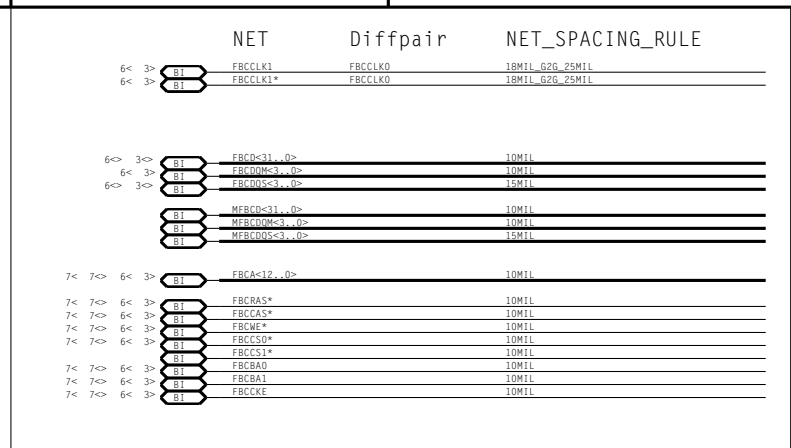 NET Diffpair NET_SPACING_RULE
6< 3> BI FBCCLK1 FBCCLK0 18MIL_G2G_25MIL
6< 3> BI FBCCLK1* FBCCLK0 18MIL_G2G_25MIL
6<> 3<> BI FBCD<31..0> 10MIL
6< 3> BI FBCDQM<3..0> 10MIL
6<> 3<> BI FBCDQS<3..0> 15MIL
BI MFBCD<31..0> 10MIL
BI MFBCDQM<3..0> 10MIL
BI MFBCDQS<3..0> 15MIL
7< 7<> 6< 3> BI FBCA<12..0> 10MIL
7< 7<> 6< 3> BI FBCRAS* 10MIL
7< 7<> 6< 3> BI FBCCAS* 10MIL
7< 7<> 6< 3> BI FBCWE* 10MIL
7< 7<> 6< 3> BI FBCCS0* 10MIL
BI FBCCS1* 10MIL
7< 7<> 6< 3> BI FBCBA0 10MIL
7< 7<> 6< 3> BI FBCBA1 10MIL
7< 7<> 6< 3> BI FBCCKE 10MIL